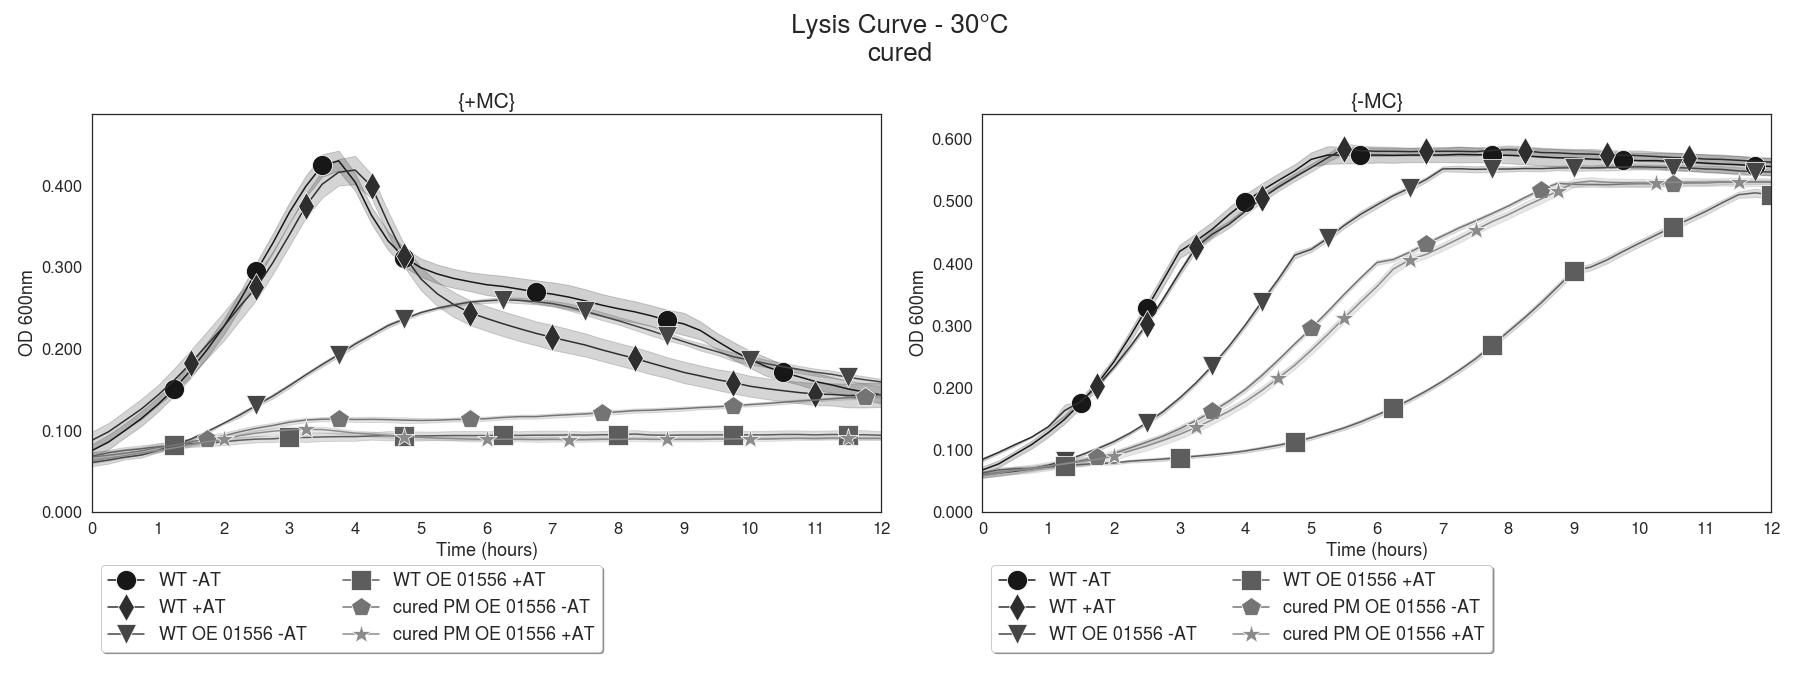 Lysis Curve - 30°C
cured
{+MC}
OD 600nm
0.400
0.300
0.200
0.100
0.000
0 1 2 3 4 5 6 7 8 9 10 11 12
Time (hours)
WT -AT
WT +AT
WT OE 01556 -AT
WT OE 01556 +AT
cured PM OE 01556 -AT
cured PM OE 01556 +AT
{-MC}
OD 600nm
0.600
0.500
0.400
0.300
0.200
0.100
0.000
0 1 2 3 4 5 6 7 8 9 10 11 12
Time (hours)
WT -AT
WT +AT
WT OE 01556 -AT
WT OE 01556 +AT
cured PM OE 01556 -AT
cured PM OE 01556 +AT